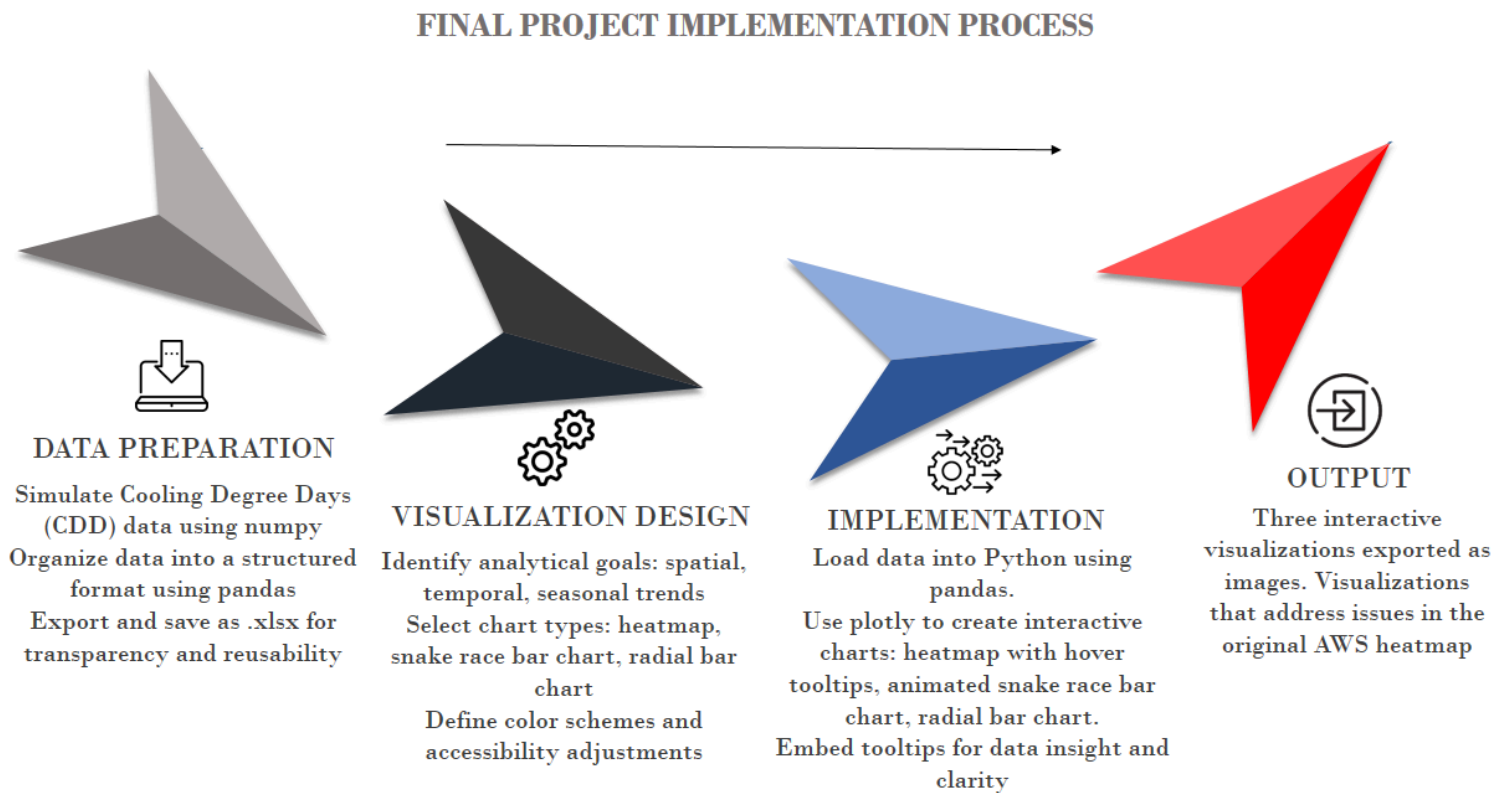 FINAL PROJECT IMPLEMENTATION PROCESS
DATA PREPARATION
Simulate Cooling Degree Days
(CDD) data using numpy
Organize data into a structured
format using pandas
Export and save as .xlsx for
transparency and reusability
VISUALIZATION DESIGN
Identify analytical goals: spatial,
temporal, seasonal trends
Select chart types: heatmap,
snake race bar chart, radial bar
chart
Define color schemes and
accessibility adjustments
IMPLEMENTATION
Load data into Python using
pandas.
Use plotly to create interactive
charts: heatmap with hover
tooltips, animated snake race bar
chart, radial bar chart.
Embed tooltips for data insight and
clarity
OUTPUT
Three interactive
visualizations exported as
images. Visualizations
that address issues in the
original AWS heatmap